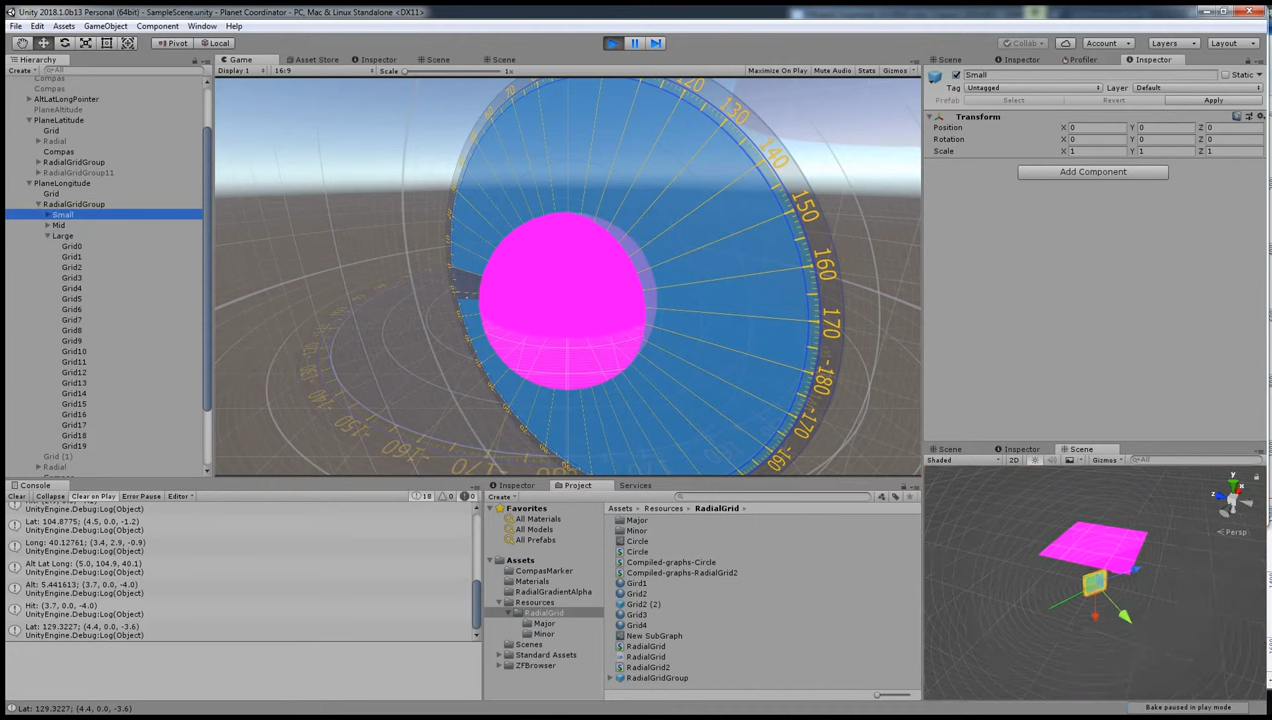 Unity 2018.1.0b13 Personal (64bit) - SampleScene.unity - Planet Coordinator - PC, Mac & Linux Standalone <DX11>
File Edit Assets GameObject Component Window Help
Pivot Local Collab Account Layers Layout
Hierarchy
Create All
Compas
Compas
AltLatLongPointer
PlaneAltitude
PlaneLatitude
Grid
Radial
Compas
RadialGridGroup
RadialGridGroup11
PlaneLongitude
Grid
RadialGridGroup
Small
Mid
Large
Grid0
Grid1
Grid2
Grid3
Grid4
Grid5
Grid6
Grid7
Grid8
Grid9
Grid10
Grid11
Grid12
Grid13
Grid14
Grid15
Grid16
Grid17
Grid18
Grid19
Grid (1)
Radial
Game Asset Store Inspector Scene Scene
Display 1 16:9 Scale 1x Maximize On Play Mute Audio Stats Gizmos
120
130
140
150
160
170
-180
-170
-160
-140
-150
-160
-170
Scene Inspector Profiler Inspector
Small Static
Tag Untagged Layer Default
Prefab Select Revert Apply
Transform
Position X 0 Y 0 Z 0
Rotation X 0 Y 0 Z 0
Scale X 1 Y 1 Z 1
Add Component
Scene Inspector Scene
Shaded 2D Gizmos All
y
x
z
Persp
Console
Clear Collapse Clear on Play Error Pause Editor 18 0 0
UnityEngine.Debug:Log(Object)
Lat: 104.8775; (4.5, 0.0, -1.2)
UnityEngine.Debug:Log(Object)
Long: 40.12761; (3.4, 2.9, -0.9)
UnityEngine.Debug:Log(Object)
Alt Lat Long: (5.0, 104.9, 40.1)
UnityEngine.Debug:Log(Object)
Alt: 5.441613; (3.7, 0.0, -4.0)
UnityEngine.Debug:Log(Object)
Hit: (3.7, 0.0, -4.0)
UnityEngine.Debug:Log(Object)
Lat: 129.3227; (4.4, 0.0, -3.6)
UnityEngine.Debug:Log(Object)
Inspector Project Services
Create
Favorites
All Materials
All Models
All Prefabs
Assets
CompasMarker
Materials
RadialGradientAlpha
Resources
RadialGrid
Major
Minor
Scenes
Standard Assets
ZFBrowser
Assets Resources RadialGrid
Major
Minor
Circle
Circle
Compiled-graphs-Circle
Compiled-graphs-RadialGrid2
Gird1
Grid2
Grid2 (2)
Grid3
Grid4
New SubGraph
RadialGrid
RadialGrid
RadialGrid2
RadialGridGroup
Lat: 129.3227; (4.4, 0.0, -3.6)
Bake paused in play mode